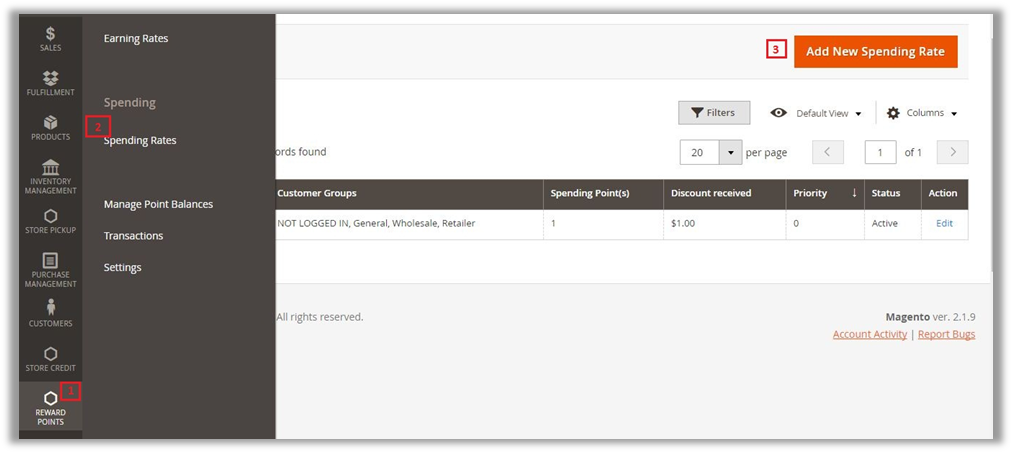 SALES
FULFILLMENT
PRODUCTS
INVENTORY
MANAGEMENT
STORE PICKUP
PURCHASE
MANAGEMENT
CUSTOMERS
STORE CREDIT
1
REWARD
POINTS
Earning Rates
Spending
2
Spending Rates
Manage Point Balances
Transactions
Settings
3 Add New Spending Rate
Filters Default View Columns
ords found 20 per page 1 of 1
Customer Groups Spending Point(s) Discount received Priority ↓ Status Action
NOT LOGGED IN, General, Wholesale, Retailer 1 $1.00 0 Active Edit
All rights reserved. Magento ver. 2.1.9
Account Activity | Report Bugs